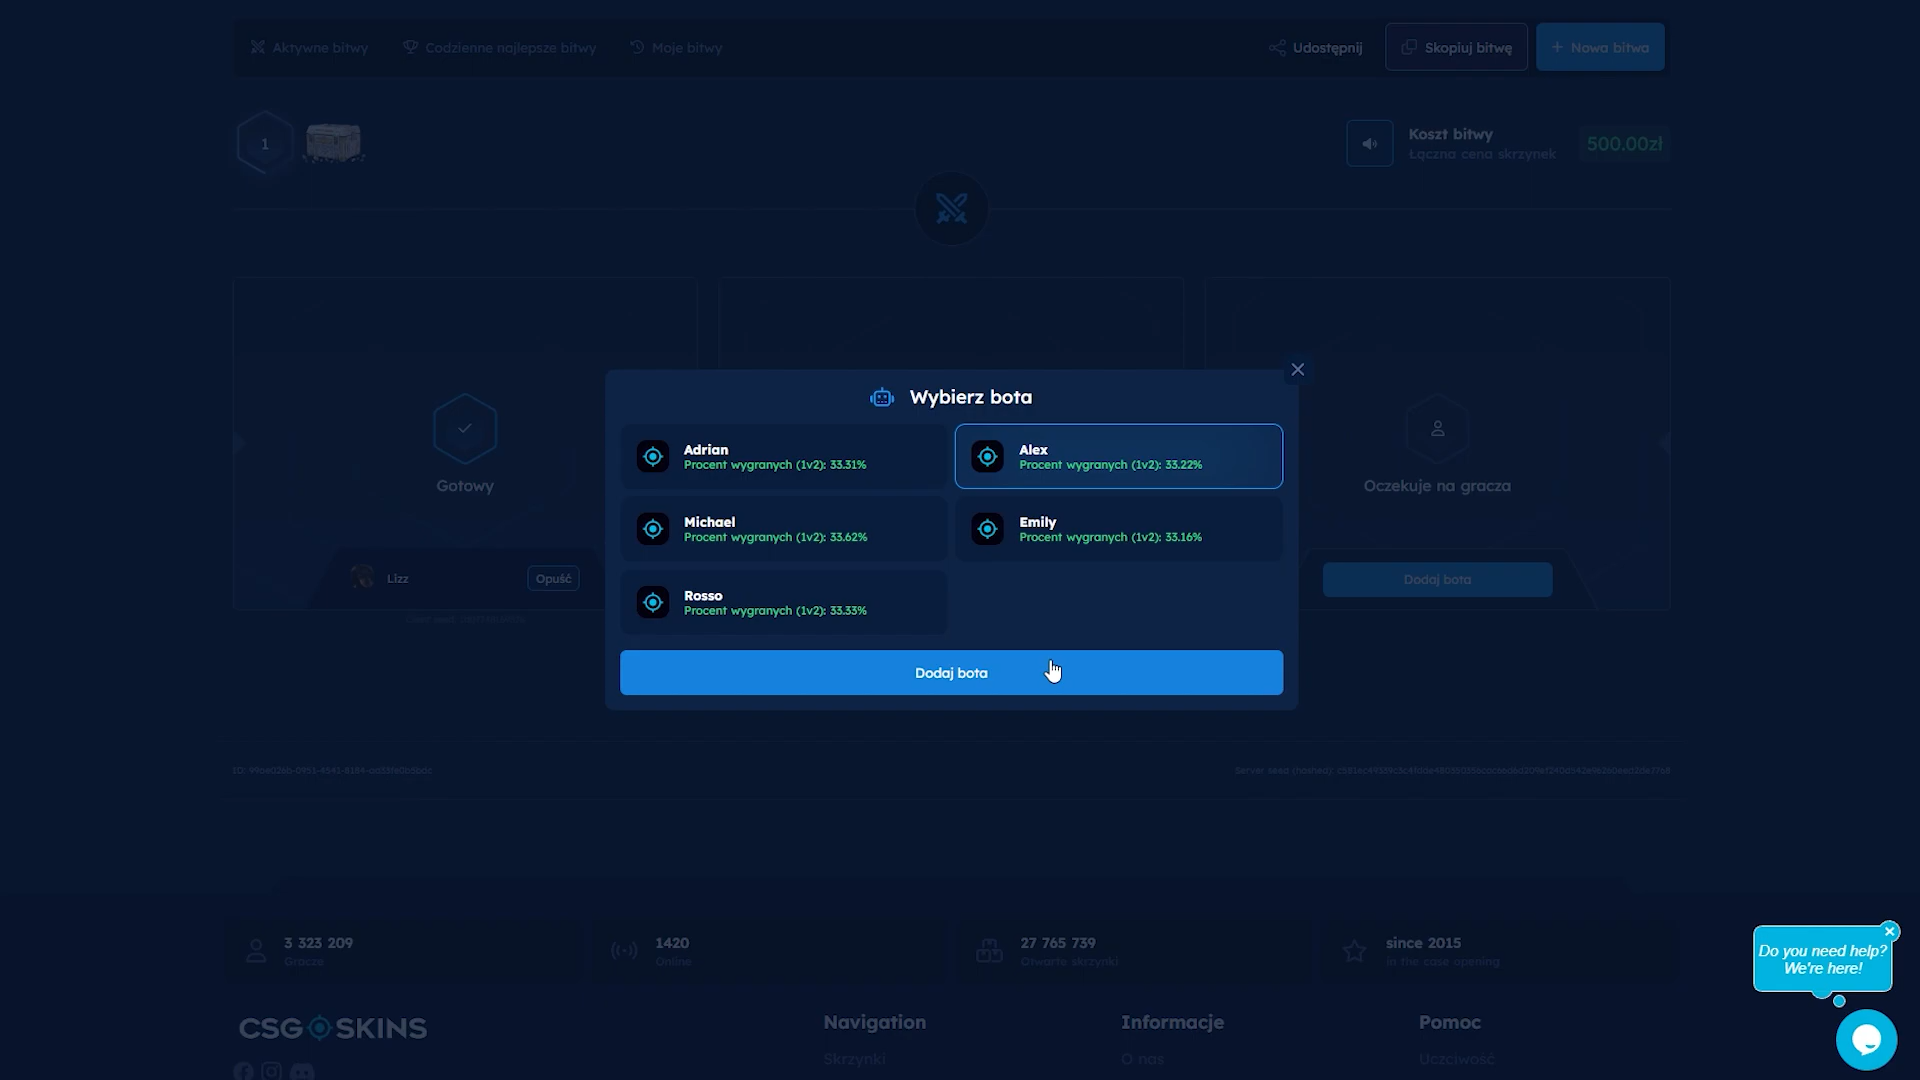 Aktywne bitwy
Codzienne najlepsze bitwy
Moje bitwy
Udostępnij
Skopiuj bitwę
+ Nowa bitwa
1
Koszt bitwy
Łączna cena skrzynek
500.00zł
Wybierz bota
Adrian
Procent wygranych (1v2): 33.31%
Alex
Procent wygranych (1v2): 33.22%
Michael
Procent wygranych (1v2): 33.62%
Emily
Procent wygranych (1v2): 33.16%
Rosso
Procent wygranych (1v2): 33.33%
Dodaj bota
Gotowy
Lizz
Opuść
Oczekuje na gracza
Dodaj bota
Server seed (hashed):
3 323 209
Gracze
1420
Online
27 765 739
Otwarte skrzynki
since 2015
in the case opening
Do you need help?
We're here!
CSG SKINS
Navigation
Skrzynki
Informacje
O nas
Pomoc
Uczciwość